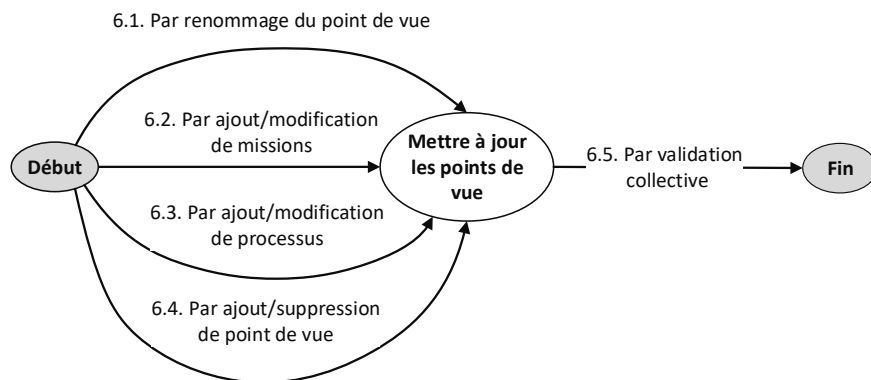 6.1. Par renommage du point de vue
6.2. Par ajout/modification
de missions
Début
Mettre à jour
les points de
vue
6.5. Par validation
collective
Fin
6.3. Par ajout/modification
de processus
6.4. Par ajout/suppression
de point de vue